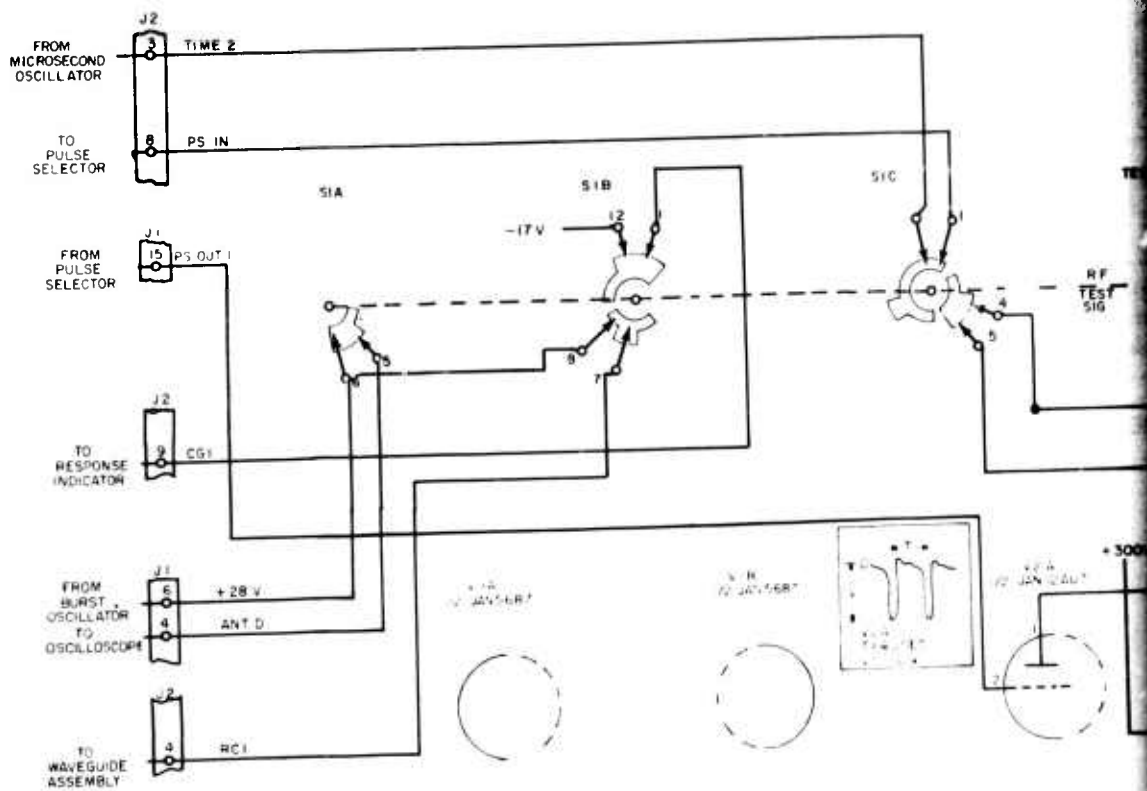 J2
FROM
MICROSECOND
OSCILLATOR
3
TIME 2
TO
PULSE
SELECTOR
8
PS IN
S1A
S1B
S1C
12
1
-17V
1
J1
FROM
PULSE
SELECTOR
15
PS OUT 1
RF
TEST
SIG
4
5
5
6
8
7
J2
TO
RESPONSE
INDICATOR
9
CG1
J1
FROM
BURST
OSCILLATOR
6
+28 V
TO
OSCILLOSCOPE
4
ANT D
T
+300
1
2
J2
TO
WAVEGUIDE
ASSEMBLY
4
RC1